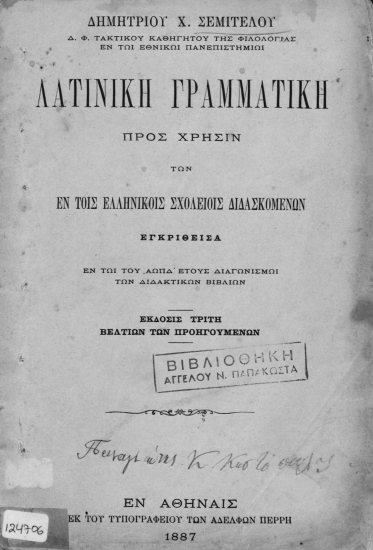 ΔΗΜΗΤΡΙΟΥ Χ. ΣΕΜΙΤΕΛΟΥ
Δ. Φ. ΤΑΚΤΙΚΟΥ ΚΑΘΗΓΗΤΟΥ ΤΗΣ ΦΙΛΟΛΟΓΙΑΣ
ΕΝ ΤΩΙ ΕΘΝΙΚΩΙ ΠΑΝΕΠΙΣΤΗΜΙΩΙ
ΛΑΤΙΝΙΚΗ ΓΡΑΜΜΑΤΙΚΗ
ΠΡΟΣ ΧΡΗΣΙΝ
ΤΩΝ
ΕΝ ΤΟΙΣ ΕΛΛΗΝΙΚΟΙΣ ΣΧΟΛΕΙΟΙΣ ΔΙΔΑΣΚΟΜΕΝΩΝ
ΕΓΚΡΙΘΕΙΣΑ
ΕΝ ΤΩΙ ΤΟΥ ͵ΑΩΠΔ΄ ΕΤΟΥΣ ΔΙΑΓΩΝΙΣΜΩΙ
ΤΩΝ ΔΙΔΑΚΤΙΚΩΝ ΒΙΒΛΙΩΝ
ΕΚΔΟΣΙΣ ΤΡΙΤΗ
ΒΕΛΤΙΩΝ ΤΩΝ ΠΡΟΗΓΟΥΜΕΝΩΝ
ΒΙΒΛΙΟΘΗΚΗ
ΑΓΓΕΛΟΥ Ν. ΠΑΠΑΚΩΣΤΑ
Κ
ΕΝ ΑΘΗΝΑΙΣ
ΕΚ ΤΟΥ ΤΥΠΟΓΡΑΦΕΙΟΥ ΤΩΝ ΑΔΕΛΦΩΝ ΠΕΡΡΗ
1887
124706